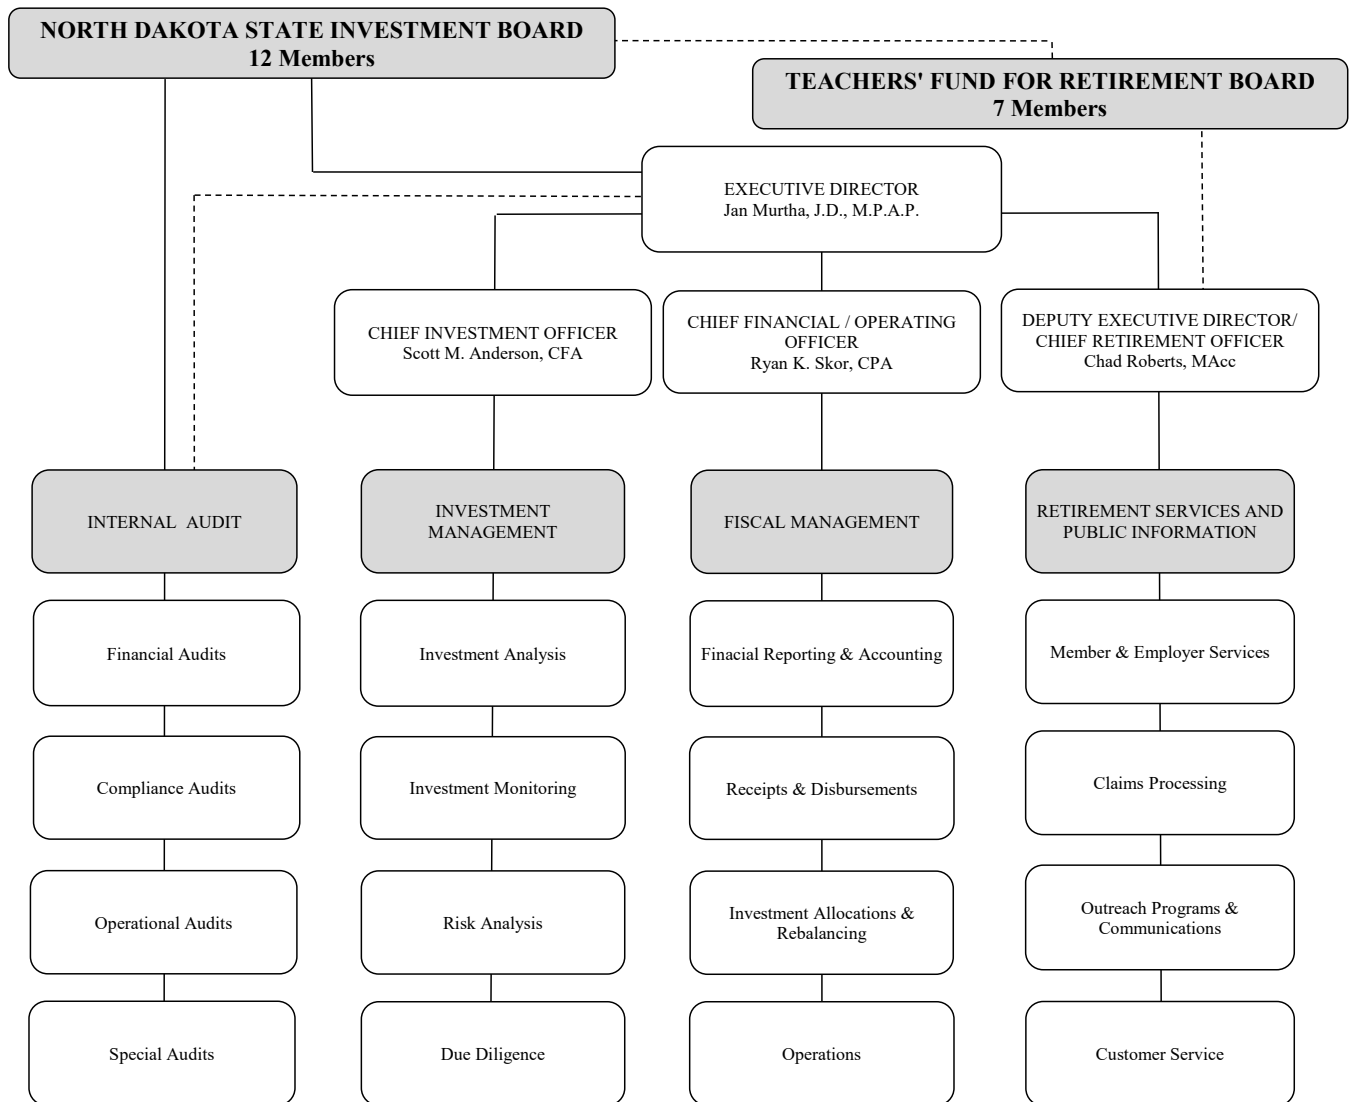 NORTH DAKOTA STATE INVESTMENT BOARD
12 Members
TEACHERS' FUND FOR RETIREMENT BOARD
7 Members
EXECUTIVE DIRECTOR
Jan Murtha, J.D., M.P.A.P.
CHIEF INVESTMENT OFFICER
Scott M. Anderson, CFA
CHIEF FINANCIAL / OPERATING
OFFICER
Ryan K. Skor, CPA
DEPUTY EXECUTIVE DIRECTOR/
CHIEF RETIREMENT OFFICER
Chad Roberts, MAcc
INTERNAL AUDIT
INVESTMENT
MANAGEMENT
FISCAL MANAGEMENT
RETIREMENT SERVICES AND
PUBLIC INFORMATION
Financial Audits
Investment Analysis
Finacial Reporting & Accounting
Member & Employer Services
Compliance Audits
Investment Monitoring
Receipts & Disbursements
Claims Processing
Operational Audits
Risk Analysis
Investment Allocations &
Rebalancing
Outreach Programs &
Communications
Special Audits
Due Diligence
Operations
Customer Service